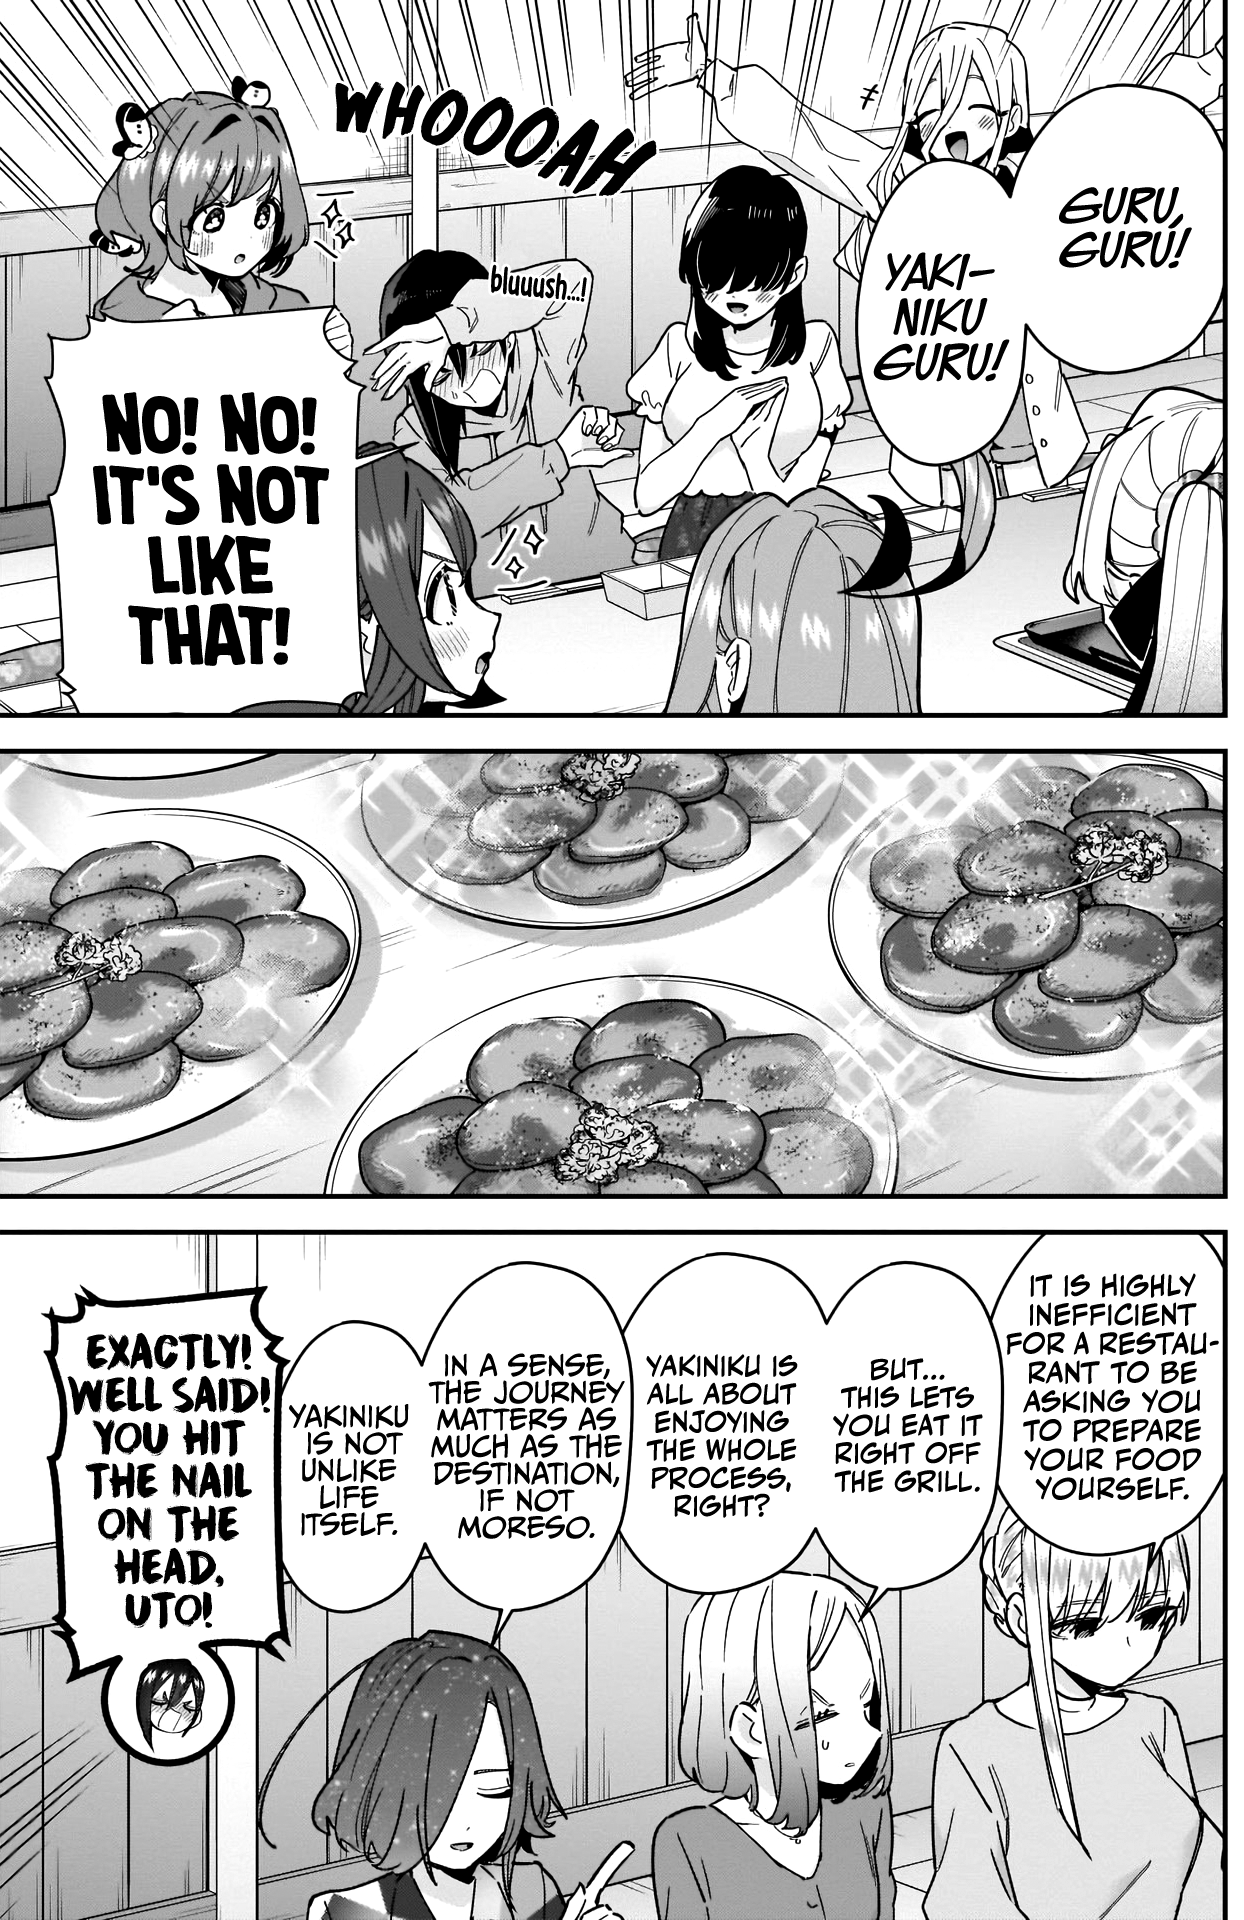 GURU,
GURU!
YAKI-
NIKU
GURU!
WHOOOAH
bluuush...!
NO! NO!
IT'S NOT
LIKE
THAT!
IT IS HIGHLY
INEFFICIENT
FOR A RESTAU-
RANT TO BE
ASKING YOU
TO PREPARE
YOUR FOOD
YOURSELF.
BUT...
THIS LETS
YOU EAT IT
RIGHT OFF
THE GRILL.
YAKINIKU IS
ALL ABOUT
ENJOYING
THE WHOLE
PROCESS,
RIGHT?
IN A SENSE,
THE JOURNEY
MATTERS AS
MUCH AS THE
DESTINATION,
IF NOT
MORESO.
YAKINIKU
IS NOT
UNLIKE
LIFE
ITSELF.
EXACTLY!
WELL SAID!
YOU HIT
THE NAIL
ON THE
HEAD,
UTO!